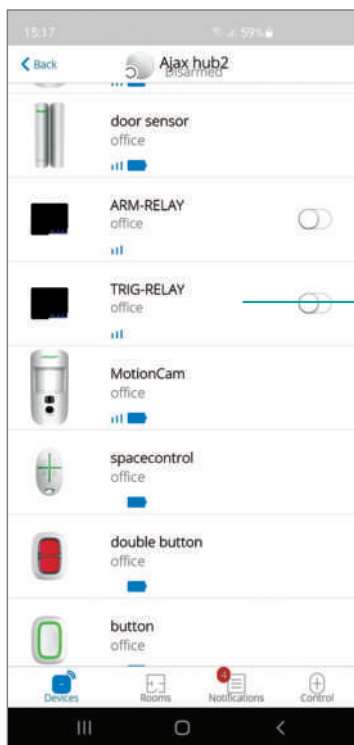 15:17
59%
Back
Ajax hub2
Disarmed
door sensor
office
ARM-RELAY
office
TRIG-RELAY
office
MotionCam
office
spacecontrol
office
double button
office
button
office
4
Devices
Rooms
Notifications
Control